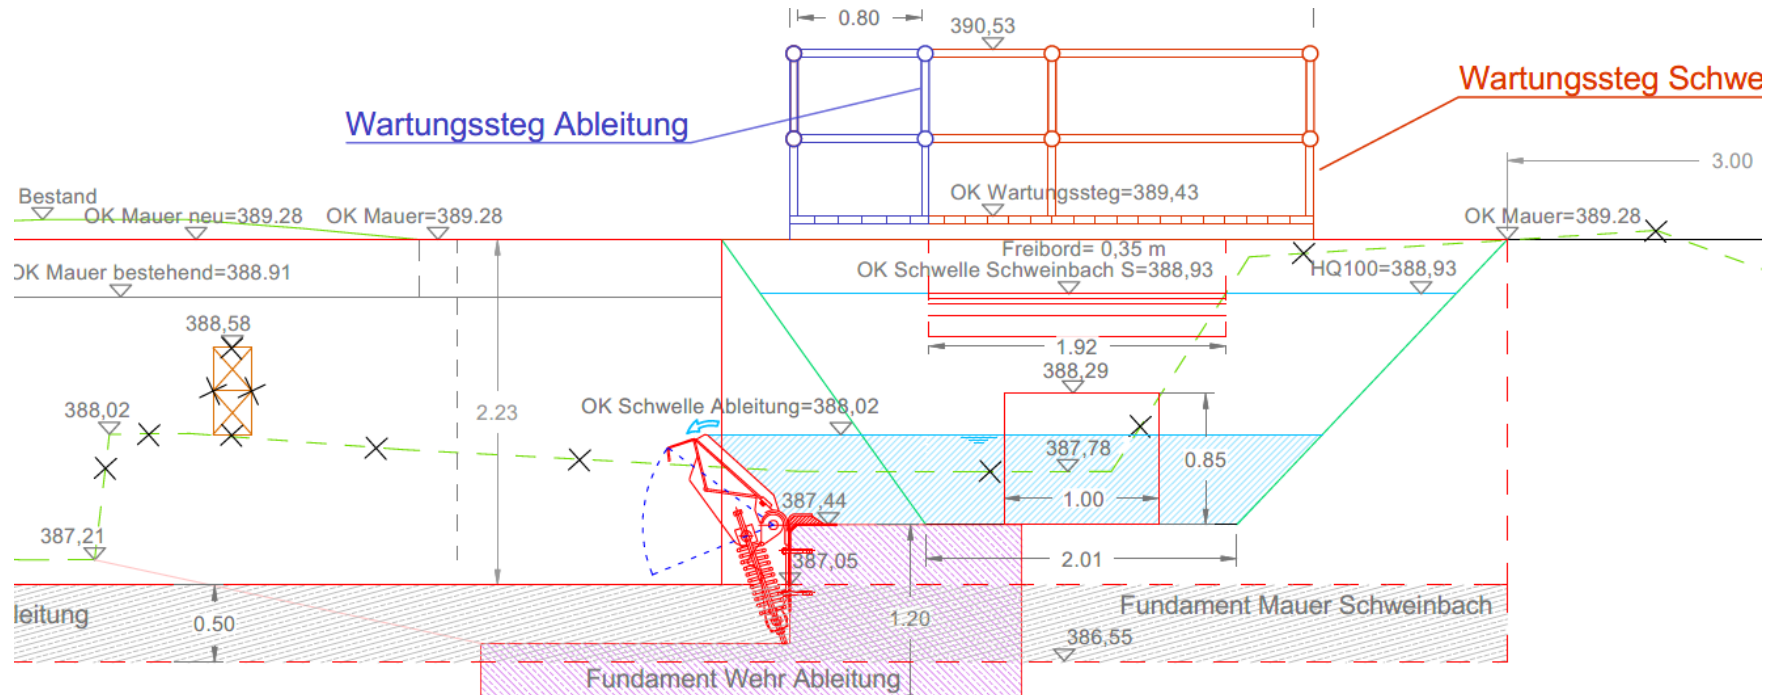 0.80
390,53
Wartungssteg Schwe
Wartungssteg Ableitung
3.00
Bestand
OK Wartungssteg=389,43
OK Mauer neu=389.28
OK Mauer=389.28
OK Mauer=389.28
Freibord= 0,35 m
OK Mauer bestehend=388.91
OK Schwelle Schweinbach S=388,93
HQ100=388,93
388,58
1.92
388,29
388,02
2.23
OK Schwelle Ableitung=388,02
387,78
0.85
387,44
1.00
387,21
387,05
2.01
leitung
0.50
1.20
Fundament Mauer Schweinbach
386,55
Fundament Wehr Ableitung